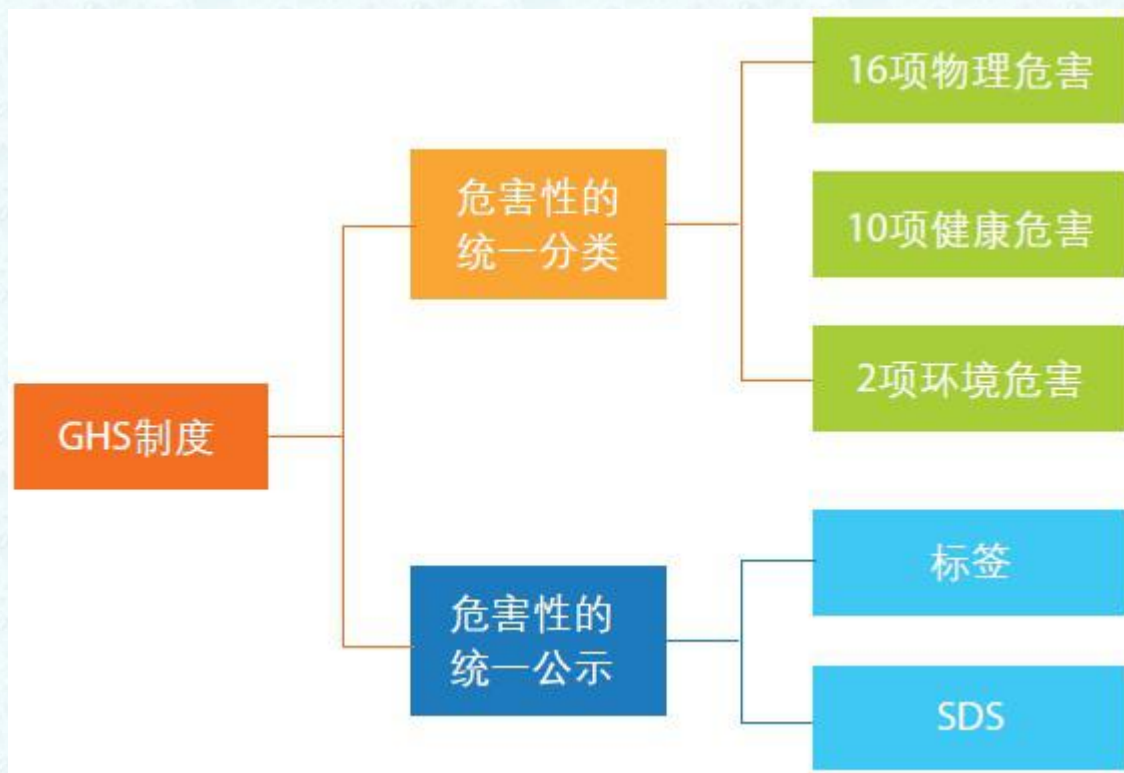 16项物理危害
危害性的
统一分类
10项健康危害
2项环境危害
GHS制度
标签
危害性的
统一公示
SDS